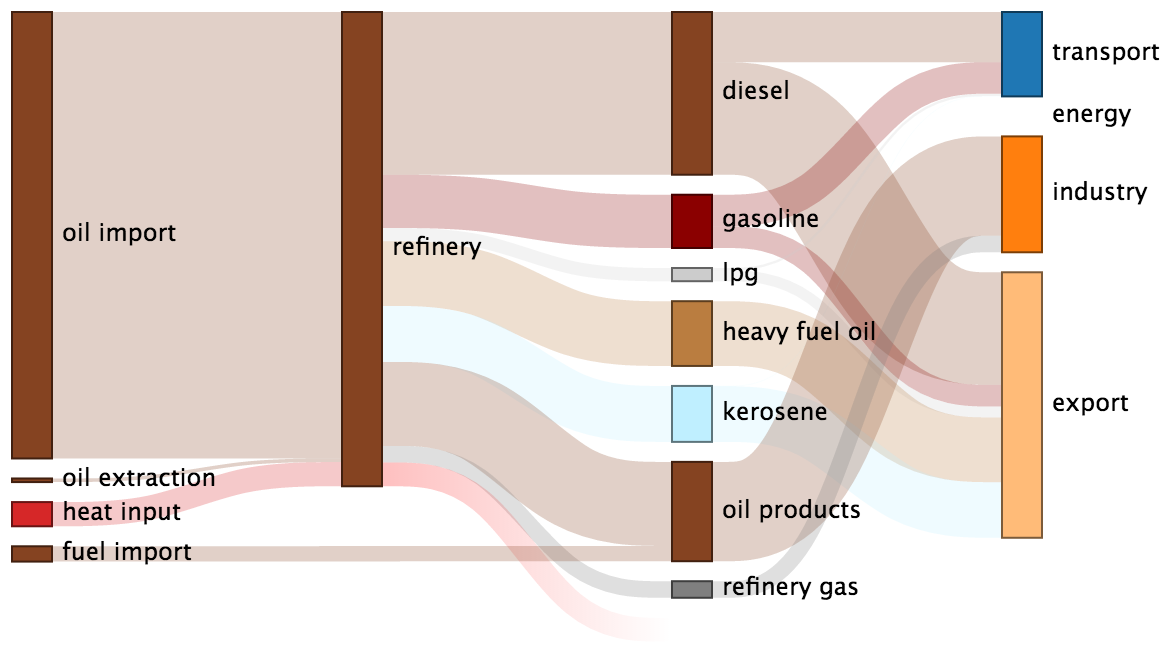 oil import
oil extraction
heat input
fuel import
refinery
diesel
gasoline
lpg
heavy fuel oil
kerosene
oil products
refinery gas
transport
energy
industry
export